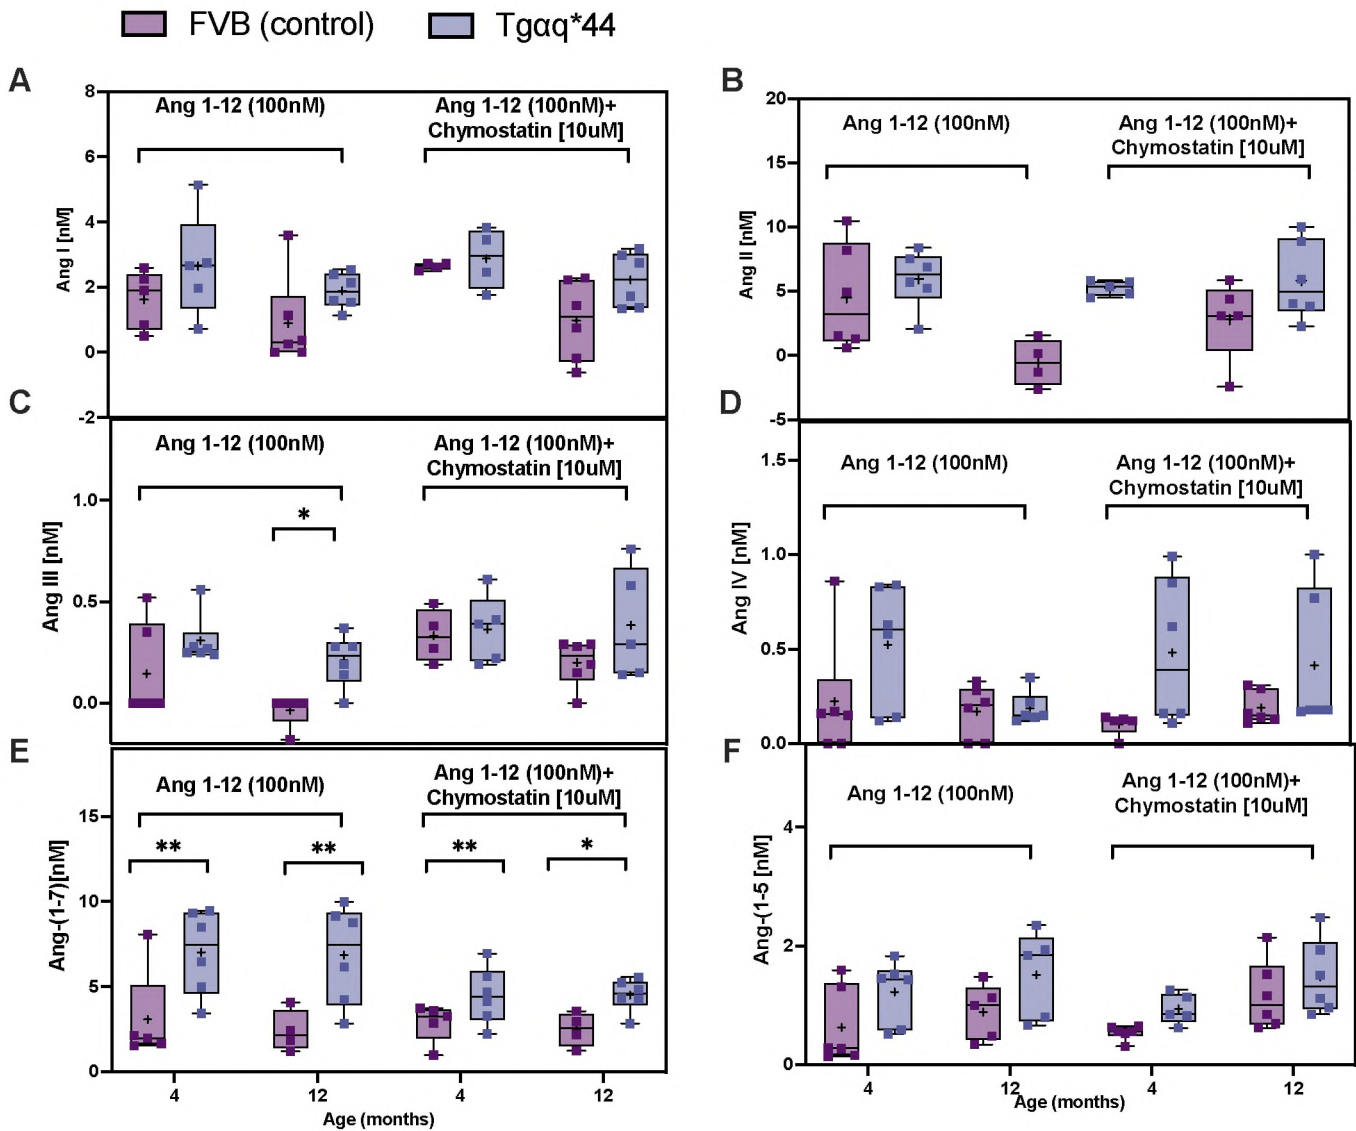 FVB (control) Tgαq*44
A
8
6
4
2
0
-2
Ang I [nM]
Ang 1-12 (100nM)
Ang 1-12 (100nM)+
Chymostatin [10uM]
B
20
15
10
5
0
-5
Ang II [nM]
Ang 1-12 (100nM)
Ang 1-12 (100nM)+
Chymostatin [10uM]
C
1.0
0.5
0.0
Ang III [nM]
Ang 1-12 (100nM)
Ang 1-12 (100nM)+
Chymostatin [10uM]
*
D
1.5
1.0
0.5
0.0
Ang IV [nM]
Ang 1-12 (100nM)
Ang 1-12 (100nM)+
Chymostatin [10uM]
E
15
10
5
0
Ang-(1-7)[nM]
Ang 1-12 (100nM)
Ang 1-12 (100nM)+
Chymostatin [10uM]
** ** ** *
4 12 4 12
Age (months)
F
4
2
0
Ang-(1-5 [nM]
Ang 1-12 (100nM)
Ang 1-12 (100nM)+
Chymostatin [10uM]
4 12 4 12
Age (months)